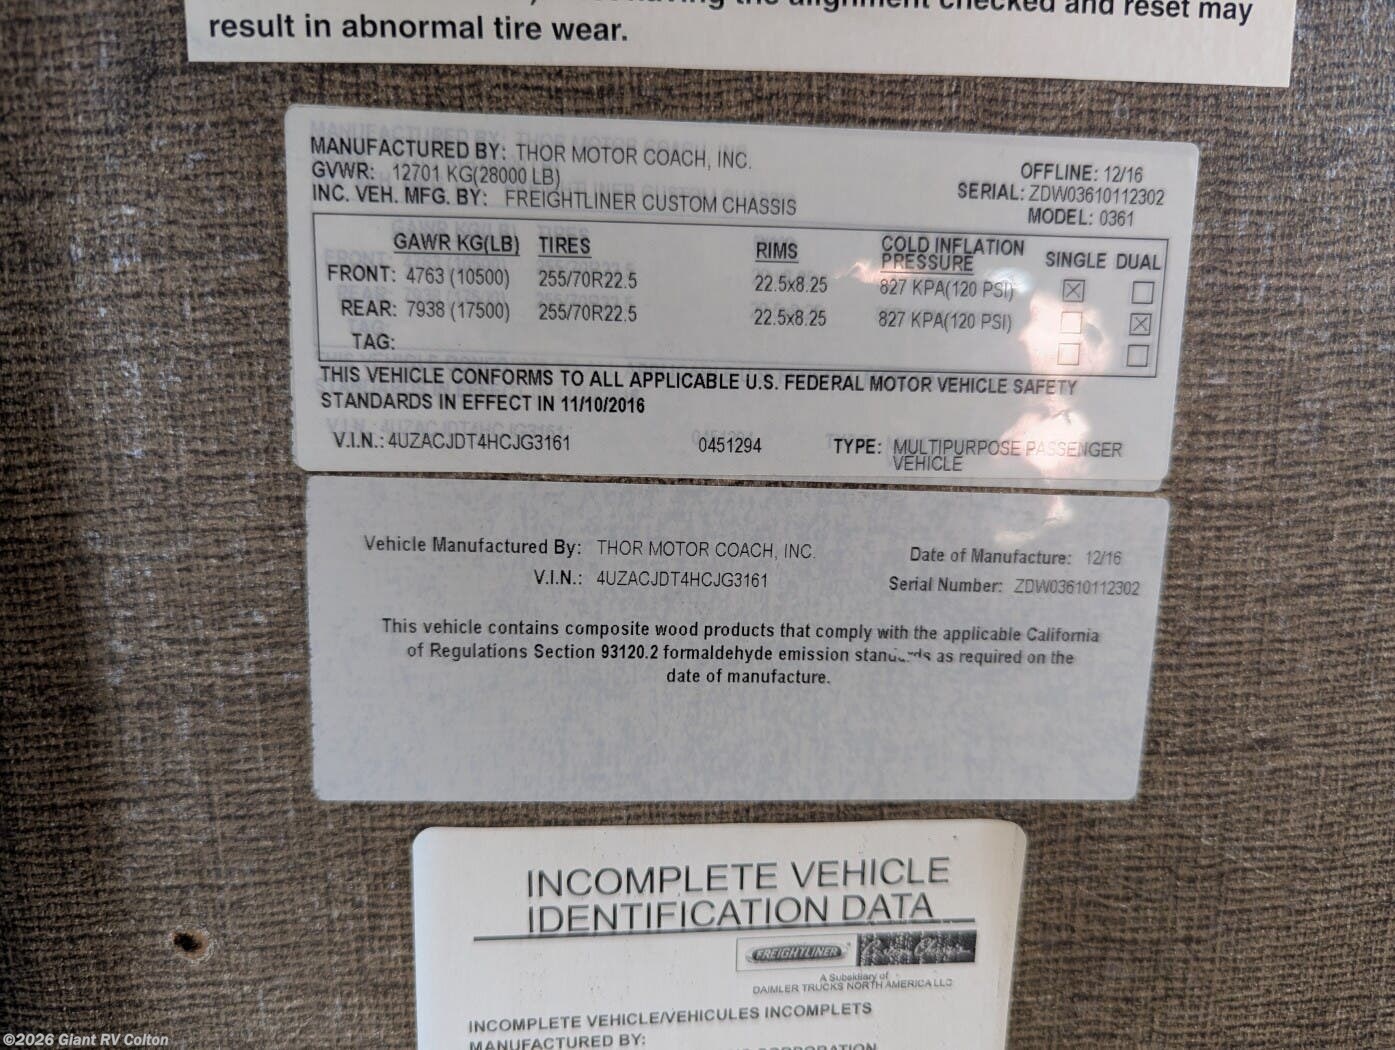 the alignment checked and reset may
result in abnormal tire wear.
MANUFACTURED BY: THOR MOTOR COACH, INC.
GVWR: 12701 KG(28000 LB)
INC. VEH. MFG. BY: FREIGHTLINER CUSTOM CHASSIS
OFFLINE: 12/16
SERIAL: ZDW03610112302
MODEL: 0361
GAWR KG(LB) TIRES RIMS COLD INFLATION PRESSURE SINGLE DUAL
FRONT: 4763 (10500) 255/70R22.5 22.5x8.25 827 KPA(120 PSI) ☒ ☐
REAR: 7938 (17500) 255/70R22.5 22.5x8.25 827 KPA(120 PSI) ☐ ☒
TAG: ☐ ☐
THIS VEHICLE CONFORMS TO ALL APPLICABLE U.S. FEDERAL MOTOR VEHICLE SAFETY
STANDARDS IN EFFECT IN 11/10/2016
V.I.N.: 4UZACJDT4HCJG3161 0451294 TYPE: MULTIPURPOSE PASSENGER
VEHICLE
Vehicle Manufactured By: THOR MOTOR COACH, INC. Date of Manufacture: 12/16
V.I.N.: 4UZACJDT4HCJG3161 Serial Number: ZDW03610112302
This vehicle contains composite wood products that comply with the applicable California
of Regulations Section 93120.2 formaldehyde emission standards as required on the
date of manufacture.
INCOMPLETE VEHICLE
IDENTIFICATION DATA
FREIGHTLINER
A Subsidiary of
DAIMLER TRUCKS NORTH AMERICA LLC
INCOMPLETE VEHICLE/VEHICULES INCOMPLETS
MANUFACTURED BY:
CORPORATION
©2026 Giant RV Colton